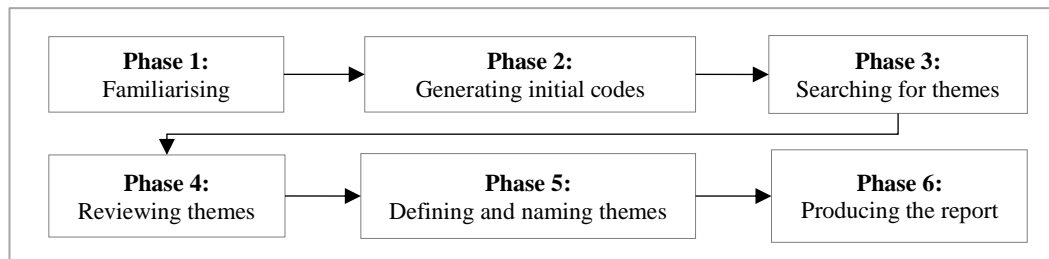 Phase 1:
Familiarising
Phase 2:
Generating initial codes
Phase 3:
Searching for themes
Phase 4:
Reviewing themes
Phase 5:
Defining and naming themes
Phase 6:
Producing the report